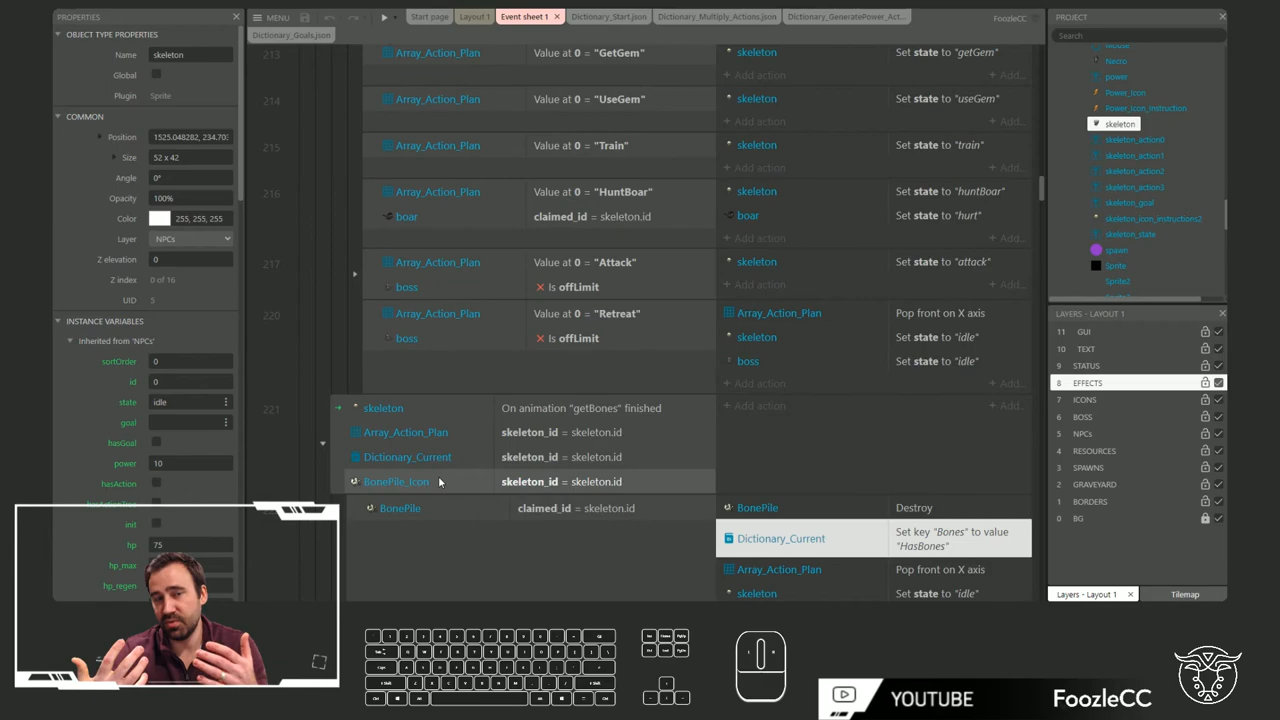 PROPERTIES
OBJECT TYPE PROPERTIES
Name skeleton
Global
Plugin Sprite
COMMON
Position 1525.048282, 234.703
Size 52 x 42
Angle 0°
Opacity 100%
Color 255, 255, 255
Layer NPCs
Z elevation 0
Z index 0 of 16
UID 5
INSTANCE VARIABLES
Inherited from 'NPCs'
sortOrder 0
id 0
state idle
goal
hasGoal
power 10
hasAction
init
hp 75
hp_max
hp_regen
MENU
Start page
Layout 1
Event sheet 1
Dictionary_Start.json
Dictionary_Multiply_Actions.json
Dictionary_GeneratePower_Act...
FoozleCC
Dictionary_Goals.json
213 Array_Action_Plan Value at 0 = "GetGem" skeleton Set state to "getGem"
Add action Add...
214 Array_Action_Plan Value at 0 = "UseGem" skeleton Set state to "useGem"
Add action Add...
215 Array_Action_Plan Value at 0 = "Train" skeleton Set state to "train"
Add action Add...
216 Array_Action_Plan Value at 0 = "HuntBoar" skeleton Set state to "huntBoar"
boar claimed_id = skeleton.id boar Set state to "hurt"
Add action Add...
217 Array_Action_Plan Value at 0 = "Attack" skeleton Set state to "attack"
boss Is offLimit Add action Add...
220 Array_Action_Plan Value at 0 = "Retreat" Array_Action_Plan Pop front on X axis
boss Is offLimit skeleton Set state to "idle"
boss Set state to "idle"
Add action Add...
221 skeleton On animation "getBones" finished Add action Add...
Array_Action_Plan skeleton_id = skeleton.id
Dictionary_Current skeleton_id = skeleton.id
BonePile_Icon skeleton_id = skeleton.id
BonePile claimed_id = skeleton.id BonePile Destroy
Dictionary_Current Set key "Bones" to value
"HasBones"
Array_Action_Plan Pop front on X axis
skeleton Set state to "idle"
PROJECT
Search
Mouse
Necro
power
Power_Icon
Power_icon_instruction
skeleton
skeleton_action0
skeleton_action1
skeleton_action2
skeleton_action3
skeleton_goal
skeleton_icon_instructions2
skeleton_state
spawn
Sprite
Sprite2
LAYERS - LAYOUT 1
11 GUI
10 TEXT
9 STATUS
8 EFFECTS
7 ICONS
6 BOSS
5 NPCs
4 RESOURCES
3 SPAWNS
2 GRAVEYARD
1 BORDERS
0 BG
Layers - Layout 1
Tilemap
YOUTUBE
FoozleCC